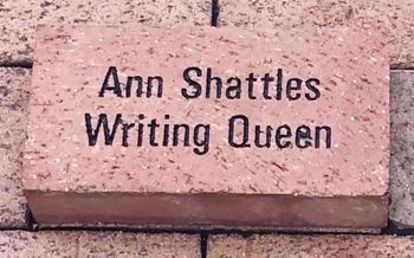 Ann Shattles
Writing Queen